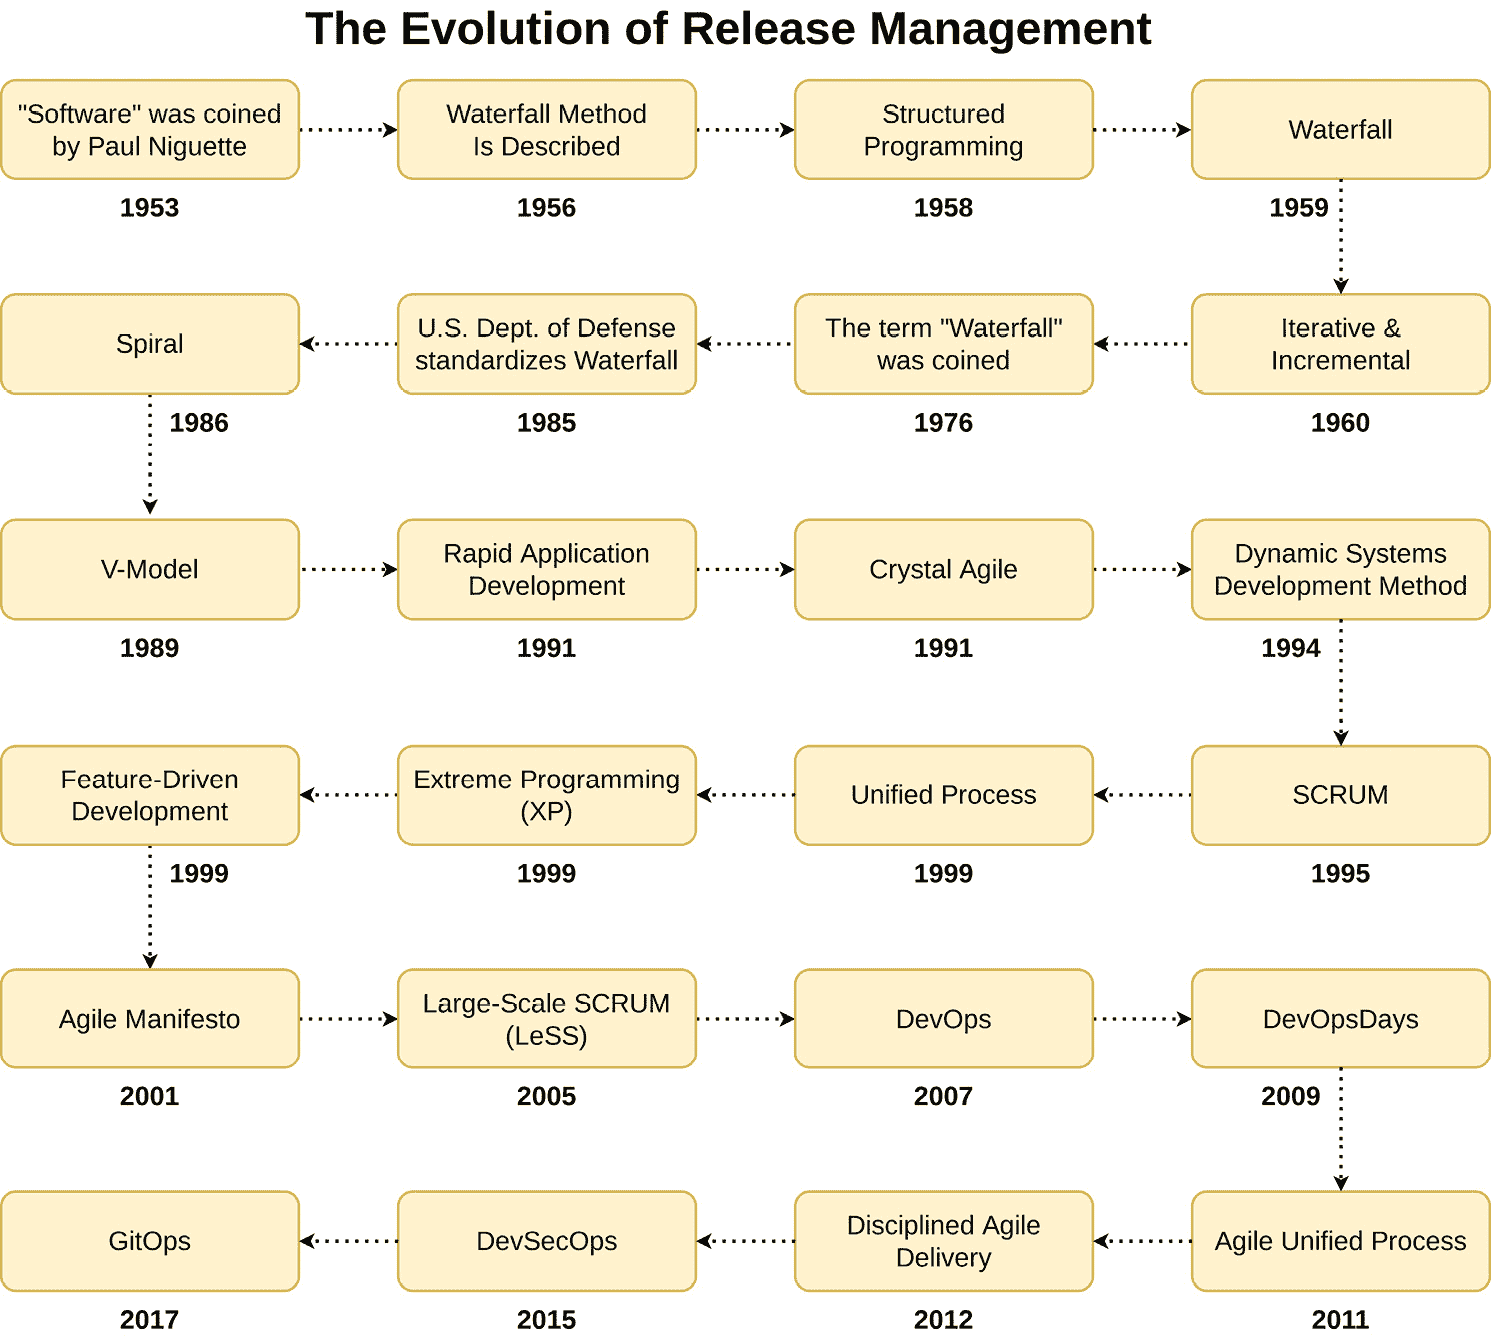 The Evolution of Release Management
"Software" was coined
by Paul Niguette
1953
Waterfall Method
Is Described
1956
Structured
Programming
1958
Waterfall
1959
Iterative &
Incremental
1960
The term "Waterfall"
was coined
1976
U.S. Dept. of Defense
standardizes Waterfall
1985
Spiral
1986
V-Model
1989
Rapid Application
Development
1991
Crystal Agile
1991
Dynamic Systems
Development Method
1994
SCRUM
1995
Unified Process
1999
Extreme Programming
(XP)
1999
Feature-Driven
Development
1999
Agile Manifesto
2001
Large-Scale SCRUM
(LeSS)
2005
DevOps
2007
DevOpsDays
2009
Agile Unified Process
2011
Disciplined Agile
Delivery
2012
DevSecOps
2015
GitOps
2017